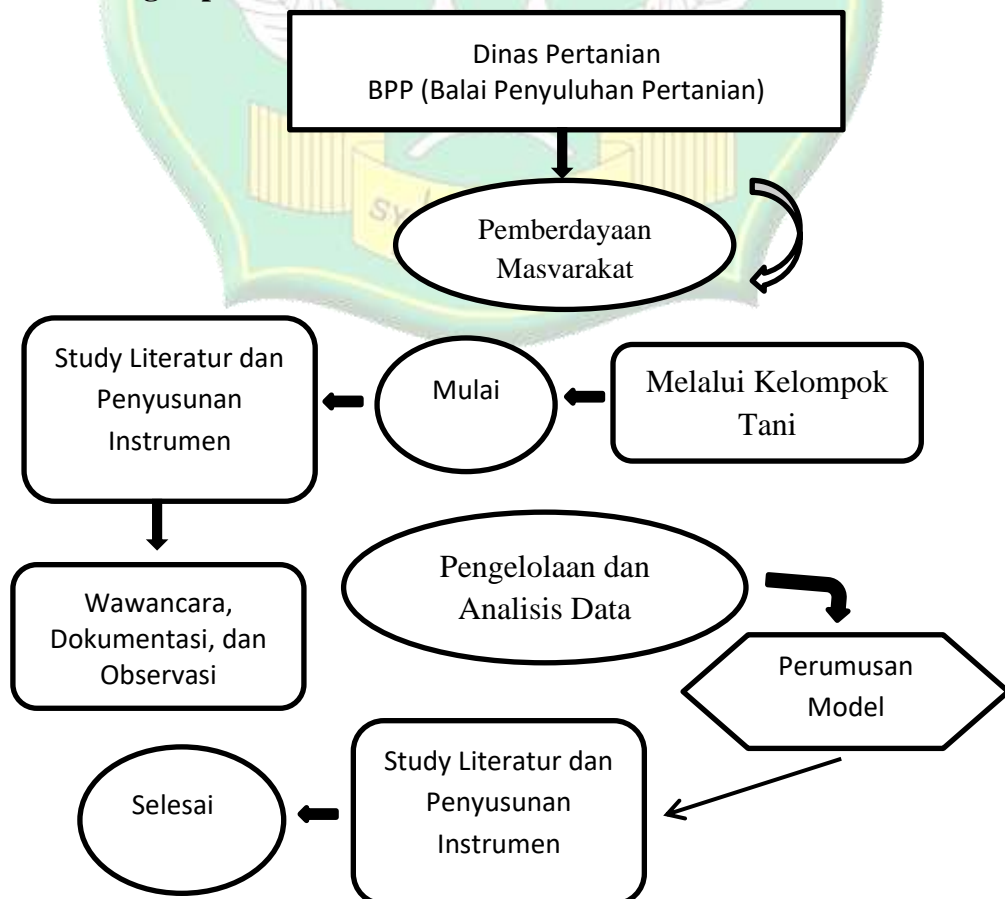 Dinas Pertanian
BPP (Balai Penyuluhan Pertanian)
Pemberdayaan
Masvarakat
Melalui Kelompok
Tani
Mulai
Study Literatur dan
Penyusunan
Instrumen
Wawancara,
Dokumentasi, dan
Observasi
Pengelolaan dan
Analisis Data
Perumusan
Model
Study Literatur dan
Penyusunan
Instrumen
Selesai